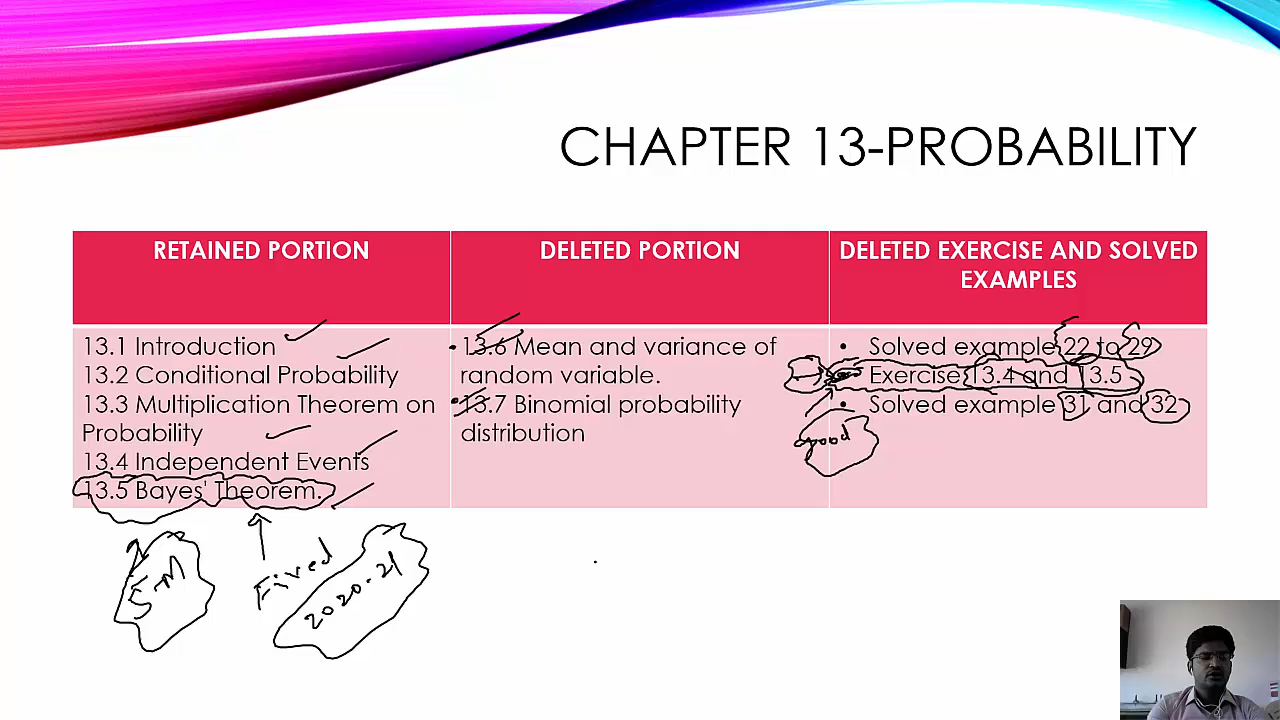 CHAPTER 13-PROBABILITY
RETAINED PORTION
DELETED PORTION
DELETED EXERCISE AND SOLVED
EXAMPLES
13.1 Introduction
13.2 Conditional Probability
13.3 Multiplication Theorem on
Probability
13.4 Independent Events
13.5 Bayes' Theorem.
13.6 Mean and variance of
random variable.
13.7 Binomial probability
distribution
• Solved example 22 to 29
Exercise 13.4 and 13.5
• Solved example 31 and 32
good
5M
Fixed
2020-21